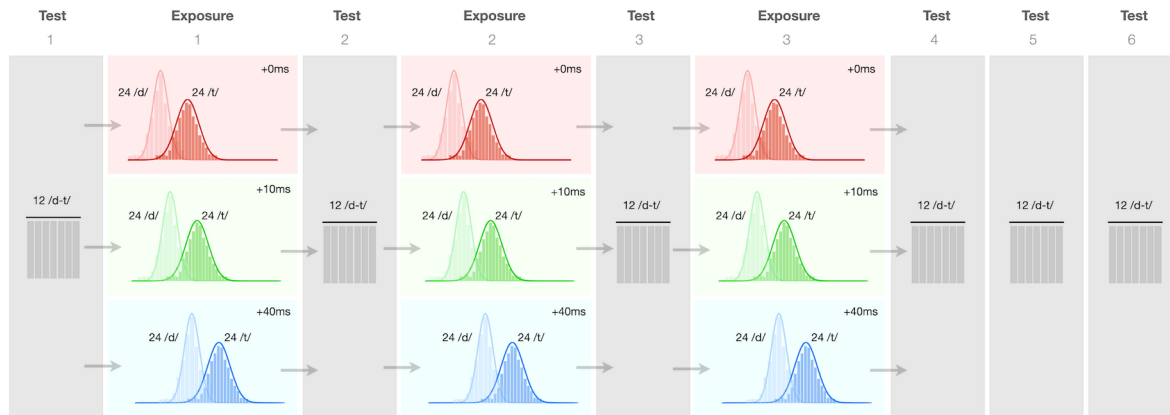 Test Exposure Test Exposure Test Exposure Test Test Test
1 1 2 2 3 3 4 5 6
+0ms +0ms +0ms
24 /d/ 24 /t/ 24 /d/ 24 /t/ 24 /d/ 24 /t/
+10ms +10ms +10ms
12 /d-t/ 24 /d/ 24 /t/ 12 /d-t/ 24 /d/ 24 /t/ 12 /d-t/ 24 /d/ 24 /t/ 12 /d-t/ 12 /d-t/ 12 /d-t/
+40ms +40ms +40ms
24 /d/ 24 /t/ 24 /d/ 24 /t/ 24 /d/ 24 /t/